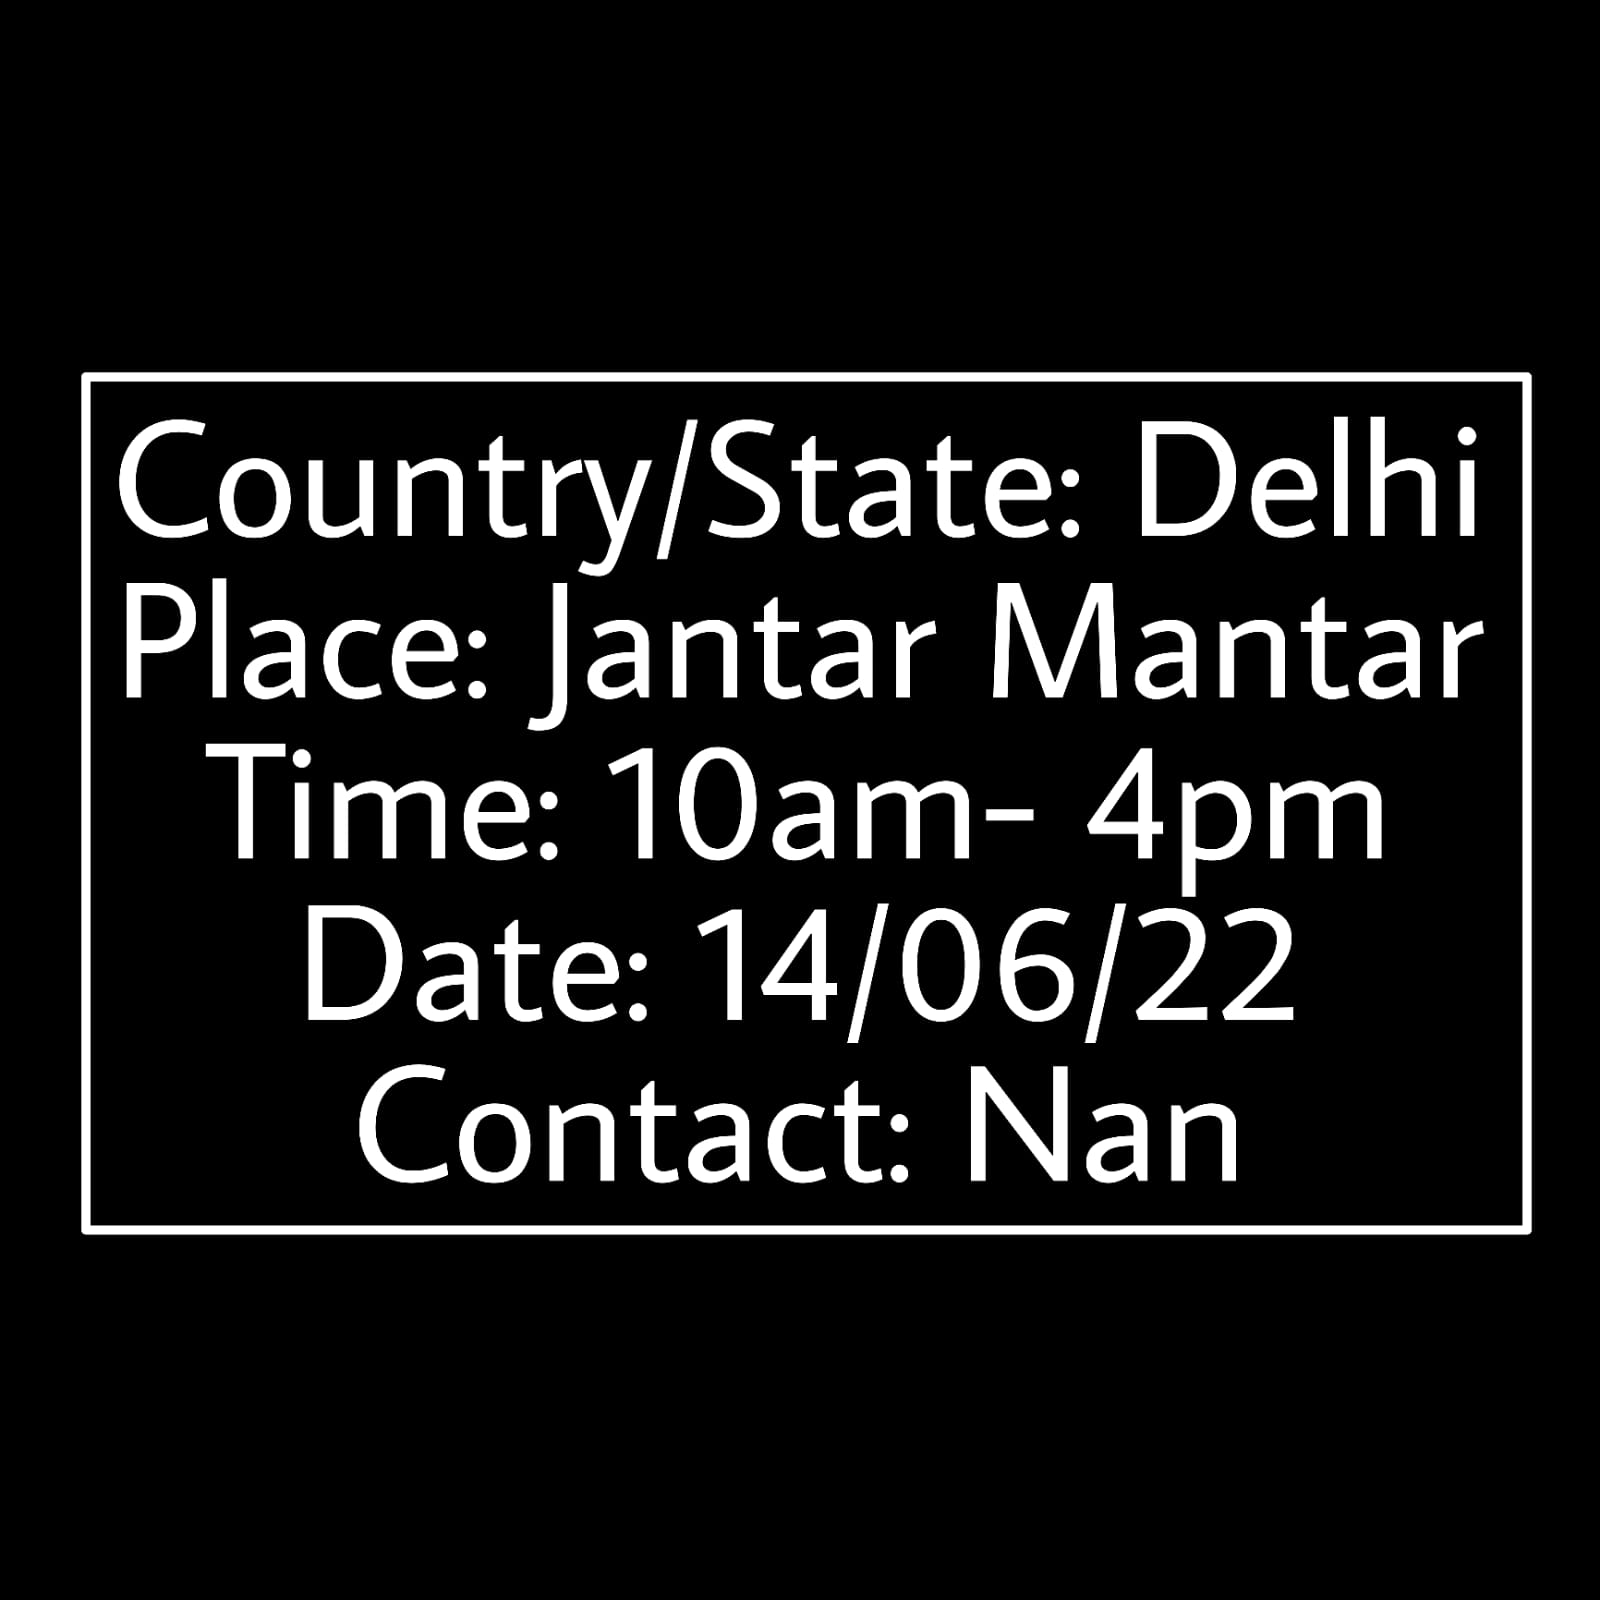 Country/State: Delhi
Place: Jantar Mantar
Time: 10am- 4pm
Date: 14/06/22
Contact: Nan